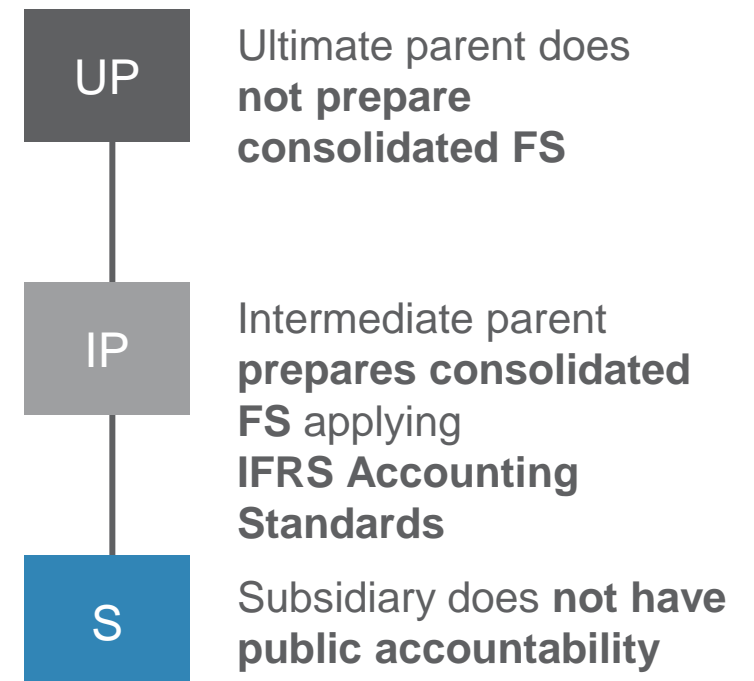 UP
Ultimate parent does
not prepare
consolidated FS
IP
Intermediate parent
prepares consolidated
FS applying
IFRS Accounting
Standards
S
Subsidiary does not have
public accountability